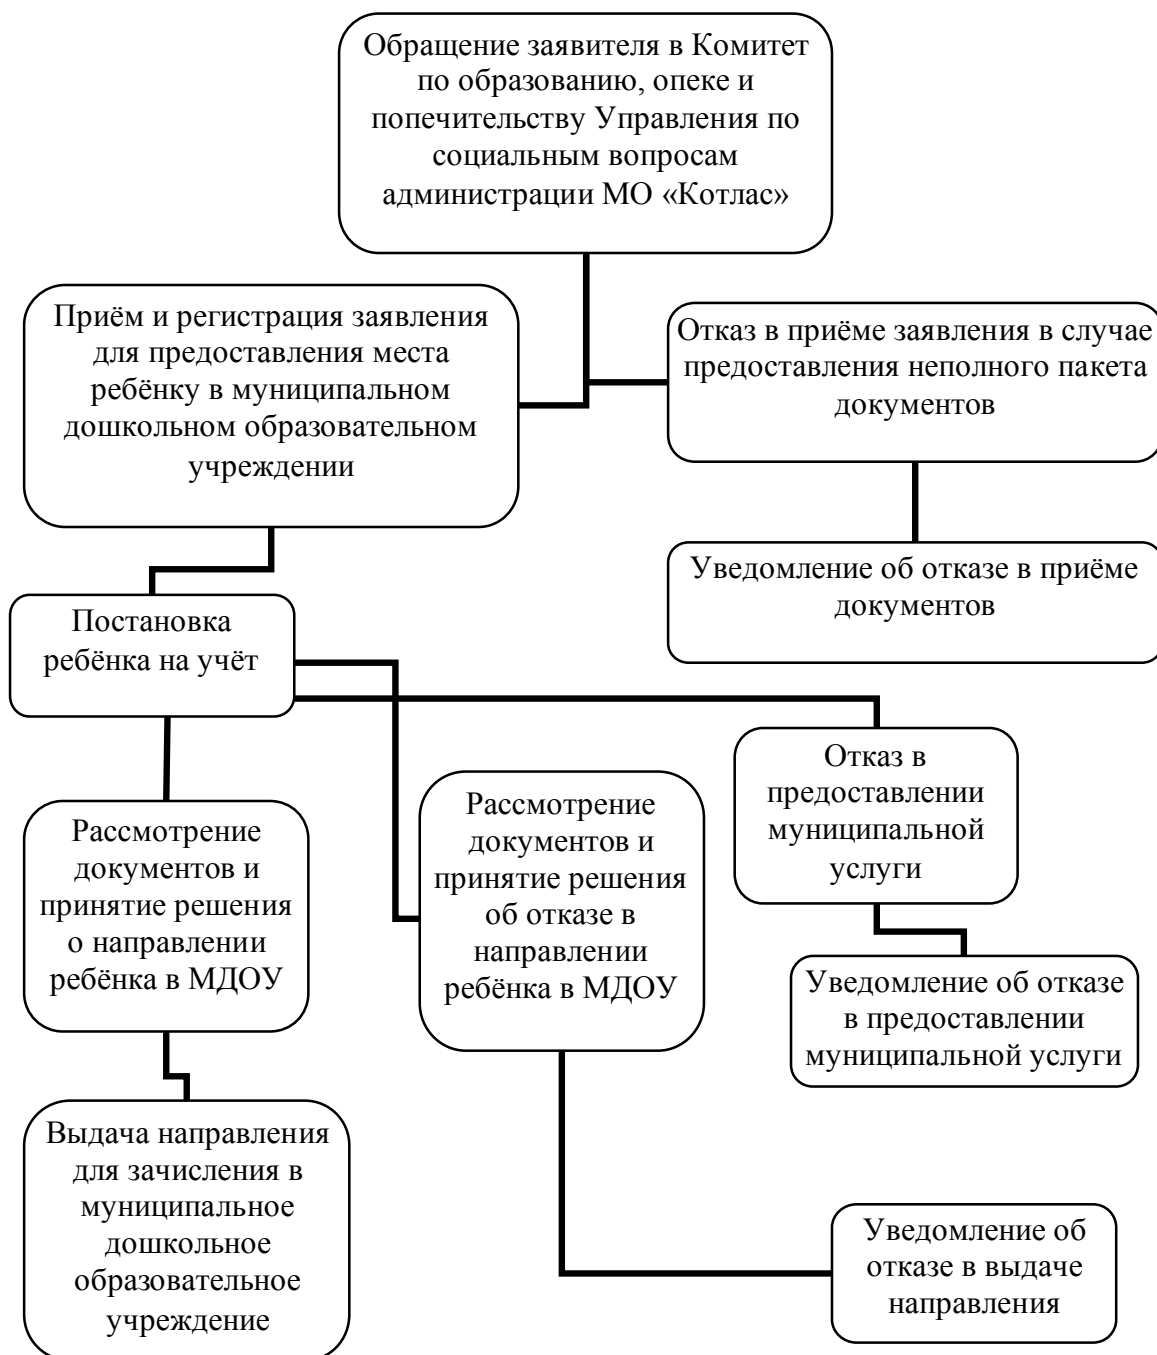 Обращение заявителя в Комитет
по образованию, опеке и
попечительству Управления по
социальным вопросам
администрации МО «Котлас»
Приём и регистрация заявления
для предоставления места
ребёнку в муниципальном
дошкольном образовательном
учреждении
Отказ в приёме заявления в случае
предоставления неполного пакета
документов
Уведомление об отказе в приёме
документов
Постановка
ребёнка на учёт
Рассмотрение
документов и
принятие решения
о направлении
ребёнка в МДОУ
Рассмотрение
документов и
принятие решения
об отказе в
направлении
ребёнка в МДОУ
Отказ в
предоставлении
муниципальной
услуги
Уведомление об отказе
в предоставлении
муниципальной услуги
Выдача направления
для зачисления в
муниципальное
дошкольное
образовательное
учреждение
Уведомление об
отказе в выдаче
направления